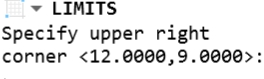 LIMITS
Specify upper right
corner <12.0000,9.0000>: